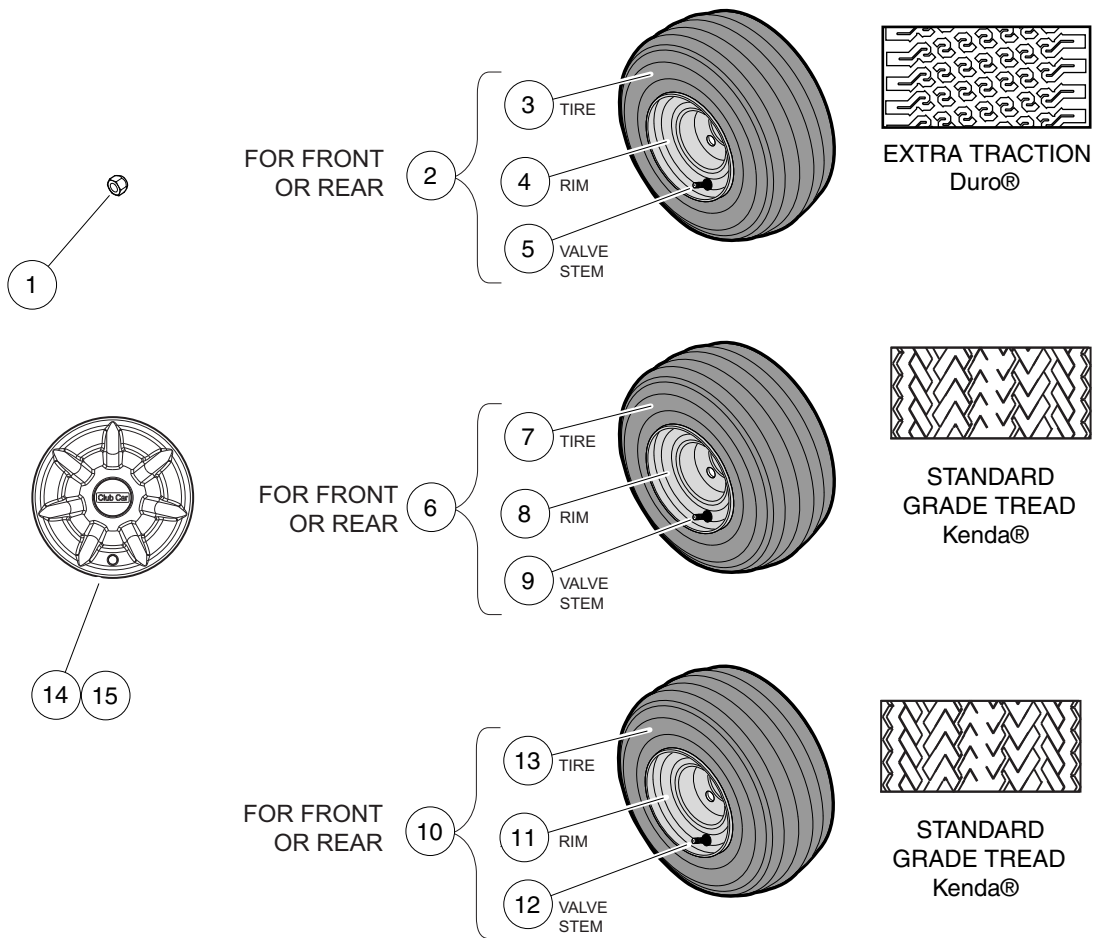 1
FOR FRONT
OR REAR
2
3
TIRE
4
RIM
5
VALVE
STEM
EXTRA TRACTION
Duro®
Club Car
14
15
FOR FRONT
OR REAR
6
7
TIRE
8
RIM
9
VALVE
STEM
STANDARD
GRADE TREAD
Kenda®
FOR FRONT
OR REAR
10
13
TIRE
11
RIM
12
VALVE
STEM
STANDARD
GRADE TREAD
Kenda®